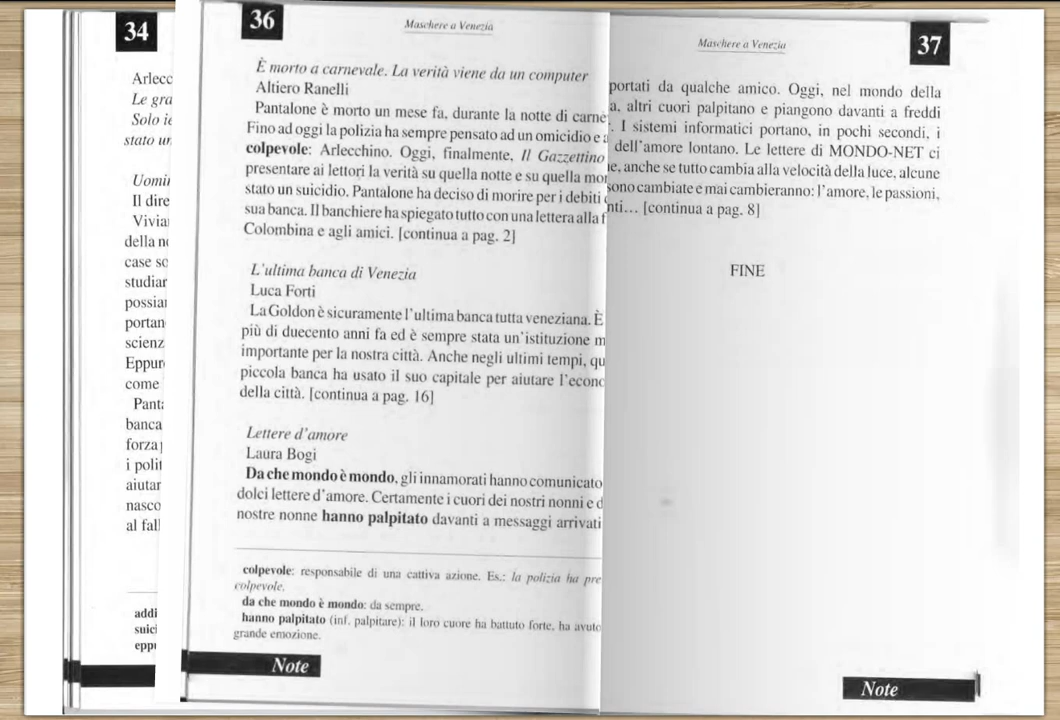 34
Arlecc
Le gra
Solo ie
stato un
Uomin
Il dire
Vivia
della no
case so
studiar
possiar
portan
scienz
Eppur
come
Panta
banca
forza
i polit
aiutar
nasco
al fall
addi
suici
eppu
36
Maschere a Venezia
È morto a carnevale. La verità viene da un computer
Altiero Ranelli
Pantalone è morto un mese fa, durante la notte di carne
Fino ad oggi la polizia ha sempre pensato ad un omicidio e a
colpevole: Arlecchino. Oggi, finalmente, Il Gazzettino
presentare ai lettori la verità su quella notte e su quella mor
stato un suicidio. Pantalone ha deciso di morire per i debiti
sua banca. Il banchiere ha spiegato tutto con una lettera alla f
Colombina e agli amici. [continua a pag. 2]
L'ultima banca di Venezia
Luca Forti
La Goldon è sicuramente l'ultima banca tutta veneziana. È
più di duecento anni fa ed è sempre stata un'istituzione m
importante per la nostra città. Anche negli ultimi tempi, qu
piccola banca ha usato il suo capitale per aiutare l'econo
della città. [continua a pag. 16]
Lettere d'amore
Laura Bogi
Da che mondo è mondo, gli innamorati hanno comunicato
dolci lettere d'amore. Certamente i cuori dei nostri nonni e d
nostre nonne hanno palpitato davanti a messaggi arrivati
colpevole: responsabile di una cattiva azione. Es.: la polizia ha pre
colpevole.
da che mondo è mondo: da sempre.
hanno palpitato (inf. palpitare): il loro cuore ha battuto forte, ha avuto
grande emozione.
Note
Maschere a Venezia
37
portati da qualche amico. Oggi, nel mondo della
a, altri cuori palpitano e piangono davanti a freddi
. I sistemi informatici portano, in pochi secondi, i
dell'amore lontano. Le lettere di MONDO-NET ci
e, anche se tutto cambia alla velocità della luce, alcune
sono cambiate e mai cambieranno: l'amore, le passioni,
nti... [continua a pag. 8]
FINE
Note